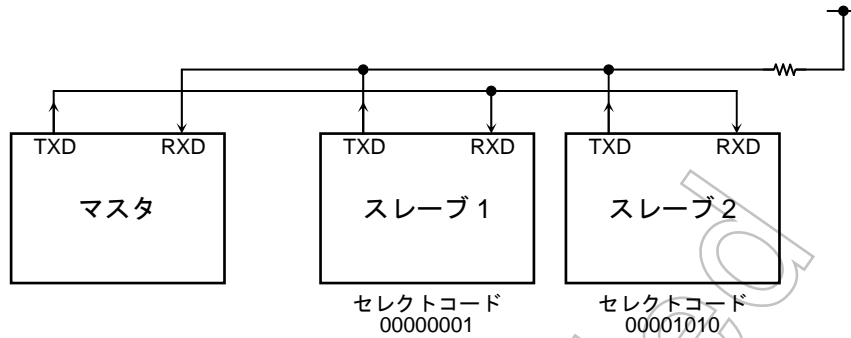 TXD RXD TXD RXD TXD RXD
マスタ スレーブ 1 スレーブ 2
セレクトコード セレクトコード
00000001 00001010